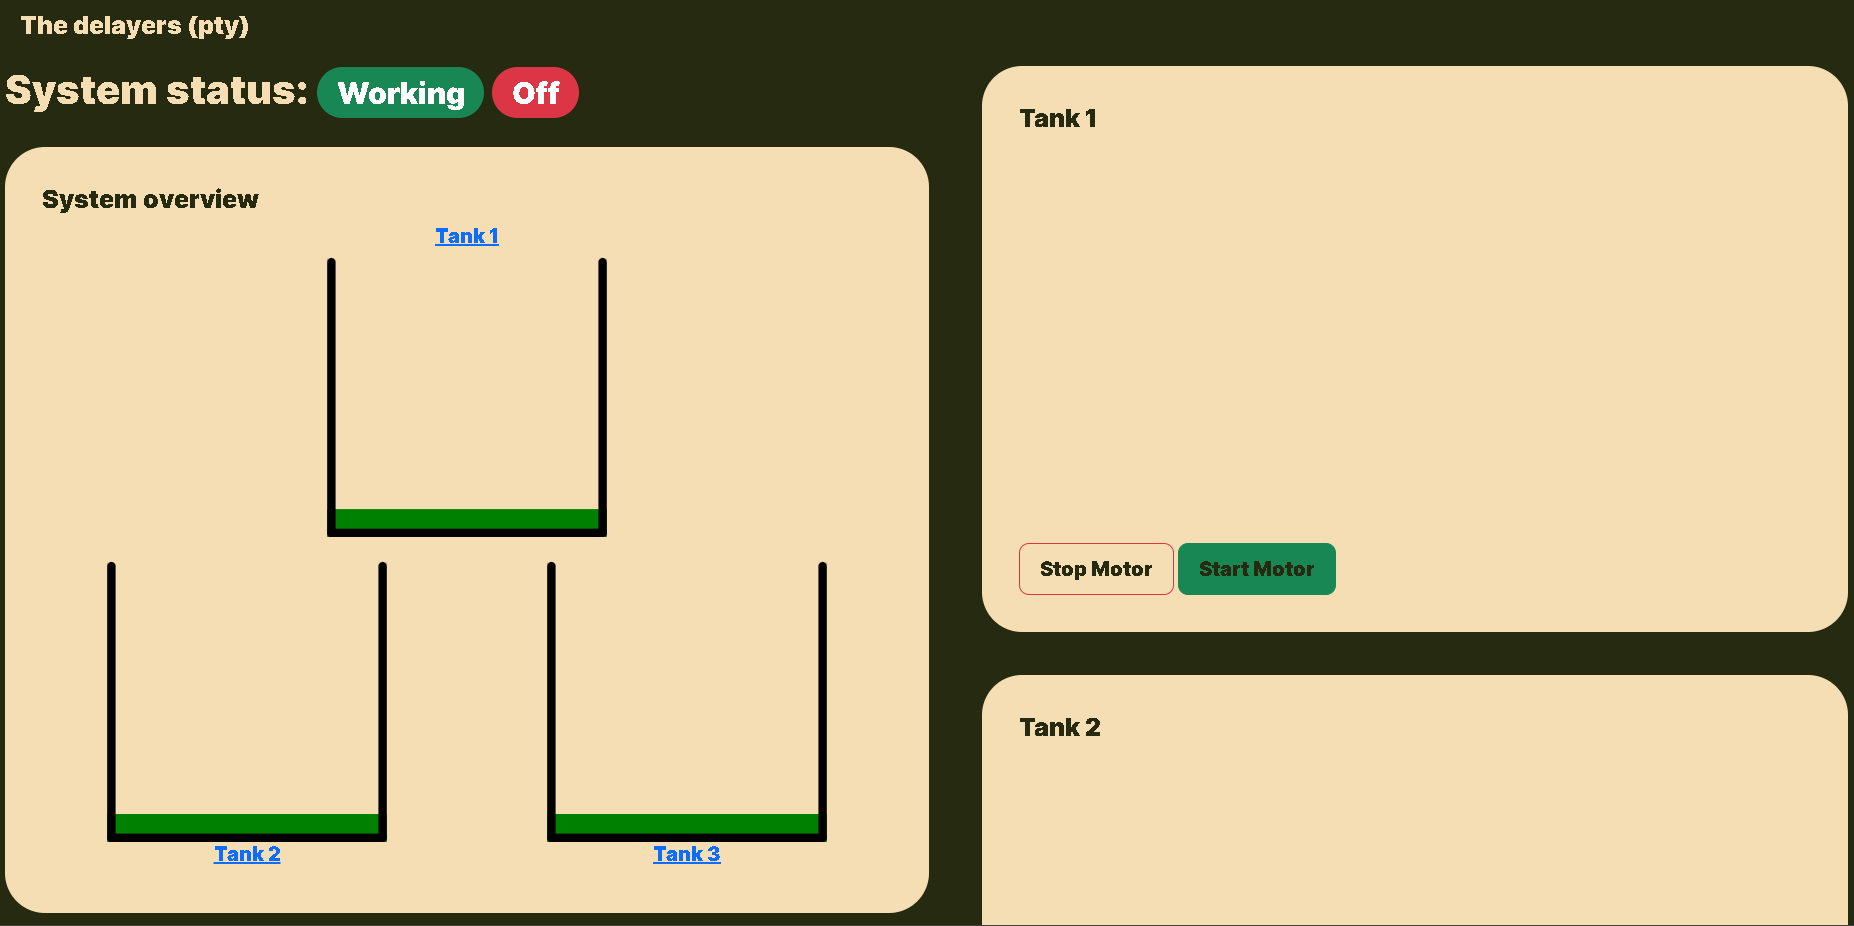 The delayers (pty)
System status: Working Off
System overview
Tank 1
Tank 2
Tank 3
Tank 1
Stop Motor Start Motor
Tank 2